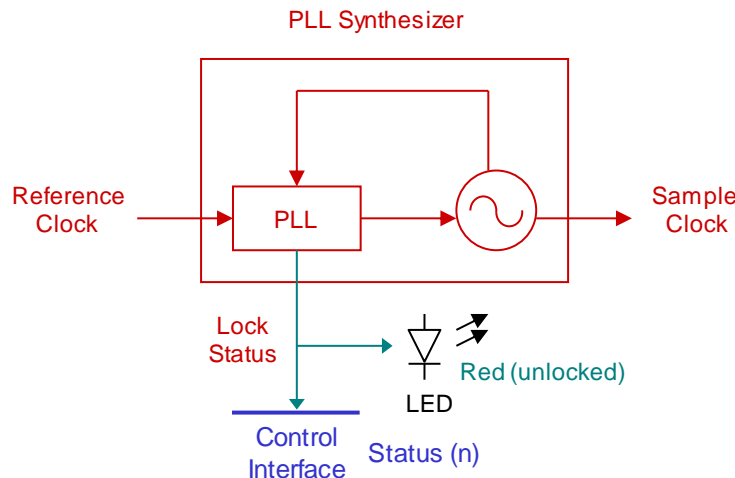 PLL Synthesizer
Reference
Clock
PLL
Sample
Clock
Lock
Status
Red (unlocked)
LED
Control
Interface
Status (n)